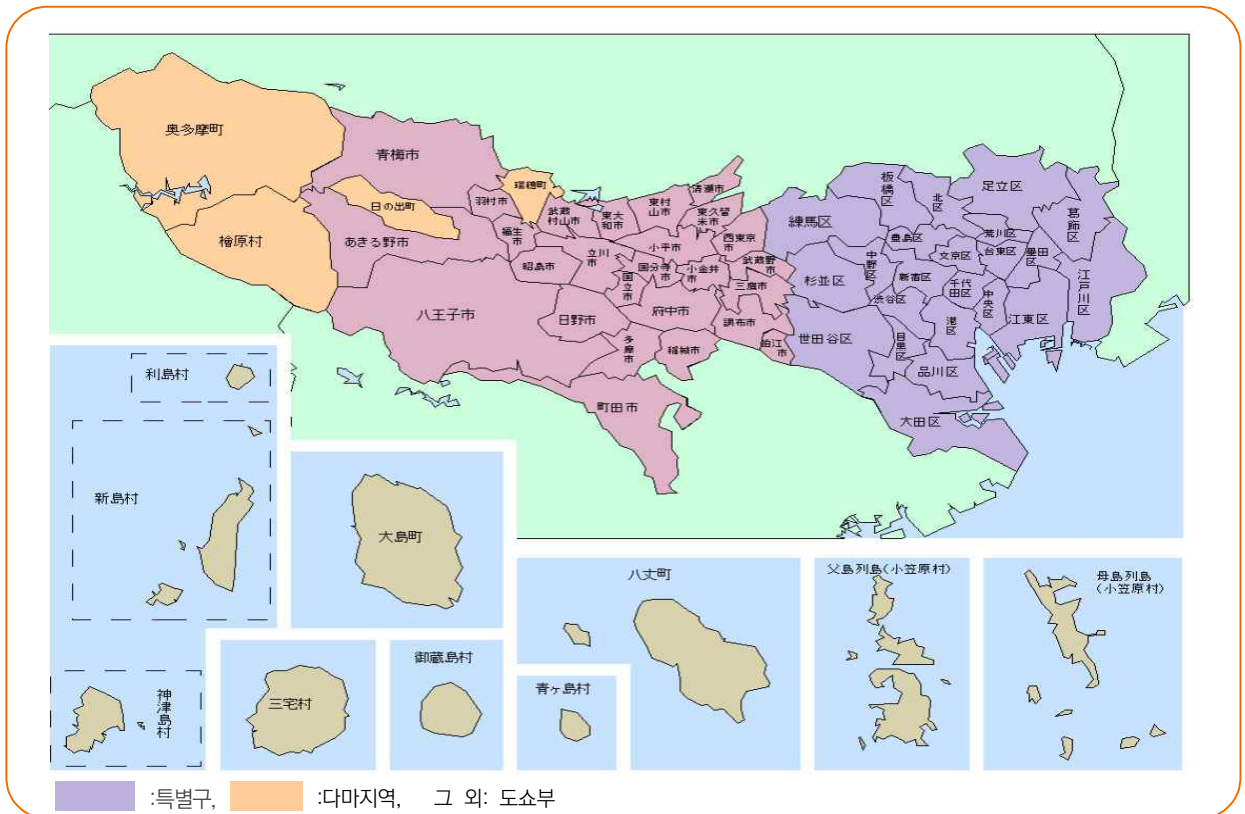 奥多摩町
青梅市
瑞穂町
日の出町
羽村市
檜原村
あきる野市
福生市
武蔵村山市
東大和市
東村山市
清瀬市
東久留米市
西東京市
昭島市
立川市
小平市
国分寺市
小金井市
武蔵野市
三鷹市
国立市
八王子市
日野市
府中市
調布市
狛江市
多摩市
稲城市
町田市
板橋区
北区
足立区
葛飾区
練馬区
豊島区
荒川区
文京区
台東区
墨田区
中野区
新宿区
杉並区
千代田区
江戸川区
渋谷区
中央区
港区
江東区
世田谷区
目黒区
品川区
大田区
利島村
新島村
大島町
八丈町
父島列島(小笠原村)
母島列島
(小笠原村)
神津島村
三宅村
御蔵島村
青ヶ島村
:특별구, :다마지역, 그 외: 도쇼부